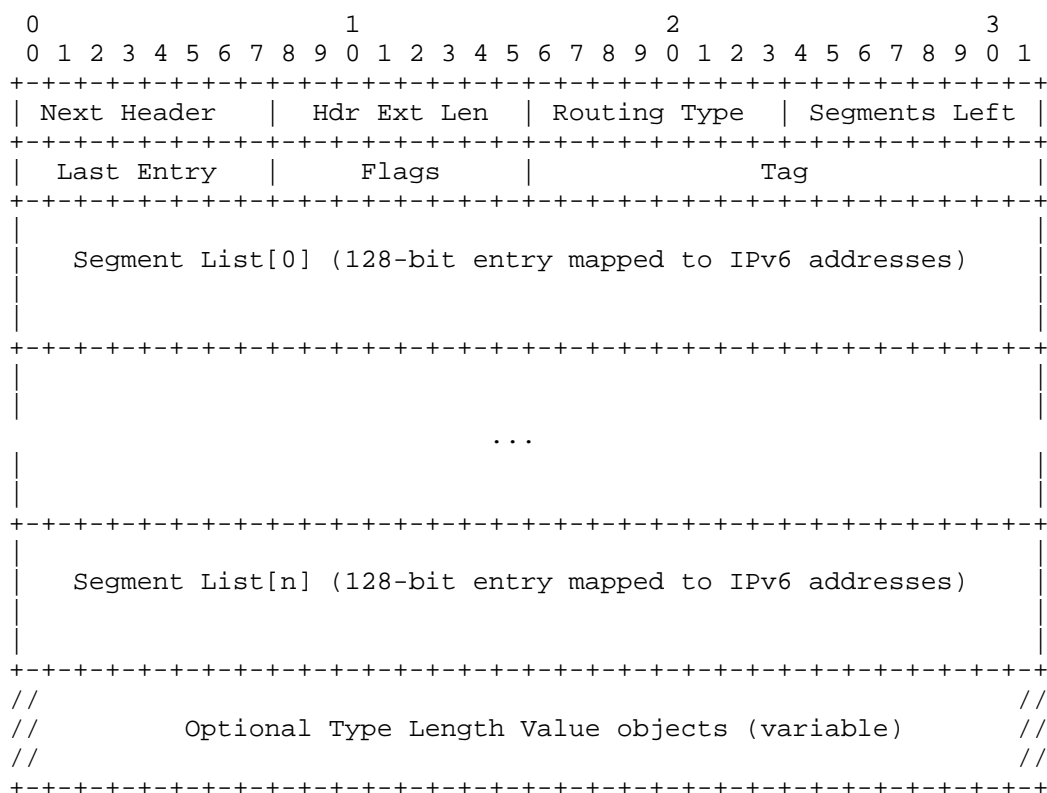 0                   1                   2                   3
 0 1 2 3 4 5 6 7 8 9 0 1 2 3 4 5 6 7 8 9 0 1 2 3 4 5 6 7 8 9 0 1
+-+-+-+-+-+-+-+-+-+-+-+-+-+-+-+-+-+-+-+-+-+-+-+-+-+-+-+-+-+-+-+-+
| Next Header   |  Hdr Ext Len  | Routing Type  | Segments Left |
+-+-+-+-+-+-+-+-+-+-+-+-+-+-+-+-+-+-+-+-+-+-+-+-+-+-+-+-+-+-+-+-+
|  Last Entry   |     Flags     |              Tag              |
+-+-+-+-+-+-+-+-+-+-+-+-+-+-+-+-+-+-+-+-+-+-+-+-+-+-+-+-+-+-+-+-+
|                                                               |
|   Segment List[0] (128-bit entry mapped to IPv6 addresses)    |
|                                                               |
|                                                               |
+-+-+-+-+-+-+-+-+-+-+-+-+-+-+-+-+-+-+-+-+-+-+-+-+-+-+-+-+-+-+-+-+
|                                                               |
|                                                               |
                              ...
|                                                               |
|                                                               |
+-+-+-+-+-+-+-+-+-+-+-+-+-+-+-+-+-+-+-+-+-+-+-+-+-+-+-+-+-+-+-+-+
|                                                               |
|   Segment List[n] (128-bit entry mapped to IPv6 addresses)    |
|                                                               |
|                                                               |
+-+-+-+-+-+-+-+-+-+-+-+-+-+-+-+-+-+-+-+-+-+-+-+-+-+-+-+-+-+-+-+-+
//                                                             //
//         Optional Type Length Value objects (variable)       //
//                                                             //
+-+-+-+-+-+-+-+-+-+-+-+-+-+-+-+-+-+-+-+-+-+-+-+-+-+-+-+-+-+-+-+-+